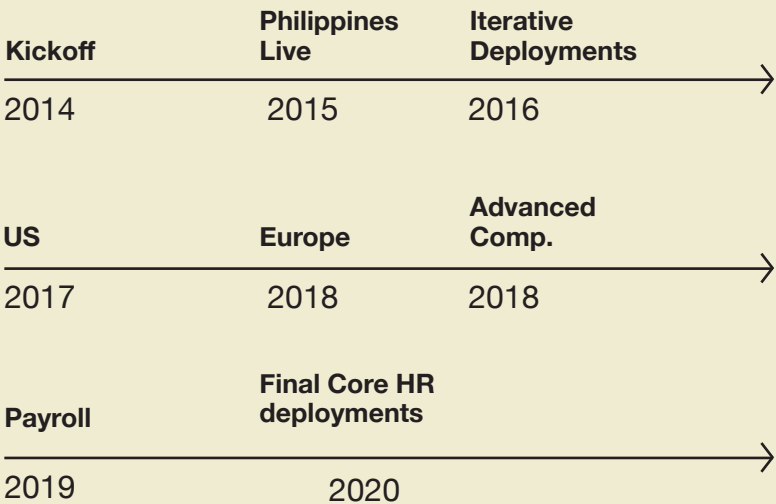 Kickoff
Philippines
Live
Iterative
Deployments
2014
2015
2016
US
Europe
Advanced
Comp.
2017
2018
2018
Payroll
Final Core HR
deployments
2019
2020